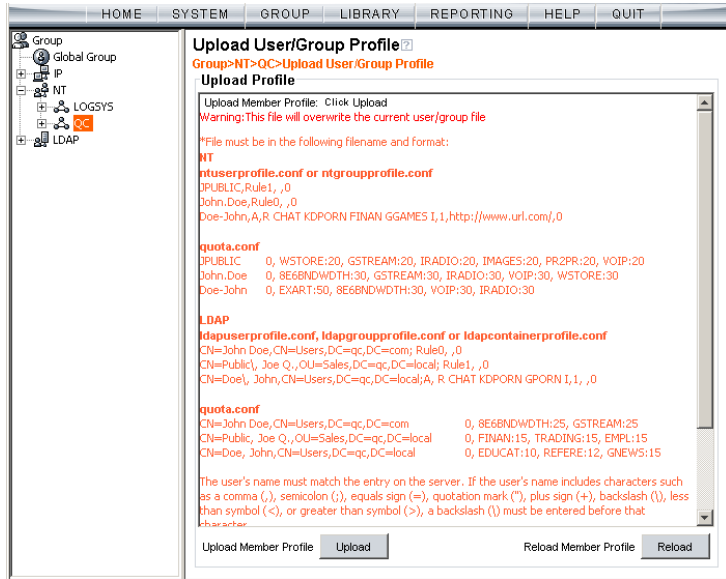 HOME SYSTEM GROUP LIBRARY REPORTING HELP QUIT
Group
Global Group
IP
NT
LOGSYS
QC
LDAP
Upload User/Group Profile
Group>NT>QC>Upload User/Group Profile
Upload Profile
Upload Member Profile: Click Upload
Warning:This file will overwrite the current user/group file
*File must be in the following filename and format:
NT
ntuserprofile.conf or ntgroupprofile.conf
JPUBLIC,Rule1, ,0
John.Doe,Rule0, ,0
Doe-John,A,R CHAT KDPORN FINAN GGAMES I,1,http://www.url.com/,0
quota.conf
JPUBLIC 0, WSTORE:20, GSTREAM:20, IRADIO:20, IMAGES:20, PR2PR:20, VOIP:20
John.Doe 0, 8E6BNDWDTH:30, GSTREAM:30, IRADIO:30, VOIP:30, WSTORE:30
Doe-John 0, EXART:50, 8E6BNDWDTH:30, VOIP:30, IRADIO:30
LDAP
ldapuserprofile.conf, ldapgroupprofile.conf or ldapcontainerprofile.conf
CN=John Doe,CN=Users,DC=qc,DC=com; Rule0, ,0
CN=Public\, Joe Q.,OU=Sales,DC=qc,DC=local; Rule1, ,0
CN=Doe\, John,CN=Users,DC=qc,DC=local;A, R CHAT KDPORN GPORN I,1, ,0
quota.conf
CN=John Doe,CN=Users,DC=qc,DC=com 0, 8E6BNDWDTH:25, GSTREAM:25
CN=Public, Joe Q.,OU=Sales,DC=qc,DC=local 0, FINAN:15, TRADING:15, EMPL:15
CN=Doe, John,CN=Users,DC=qc,DC=local 0, EDUCAT:10, REFERE:12, GNEWS:15
The user's name must match the entry on the server. If the user's name includes characters such
as a comma (,), semicolon (;), equals sign (=), quotation mark ("), plus sign (+), backslash (\), less
than symbol (<), or greater than symbol (>), a backslash (\) must be entered before that
character
Upload Member Profile Upload Reload Member Profile Reload